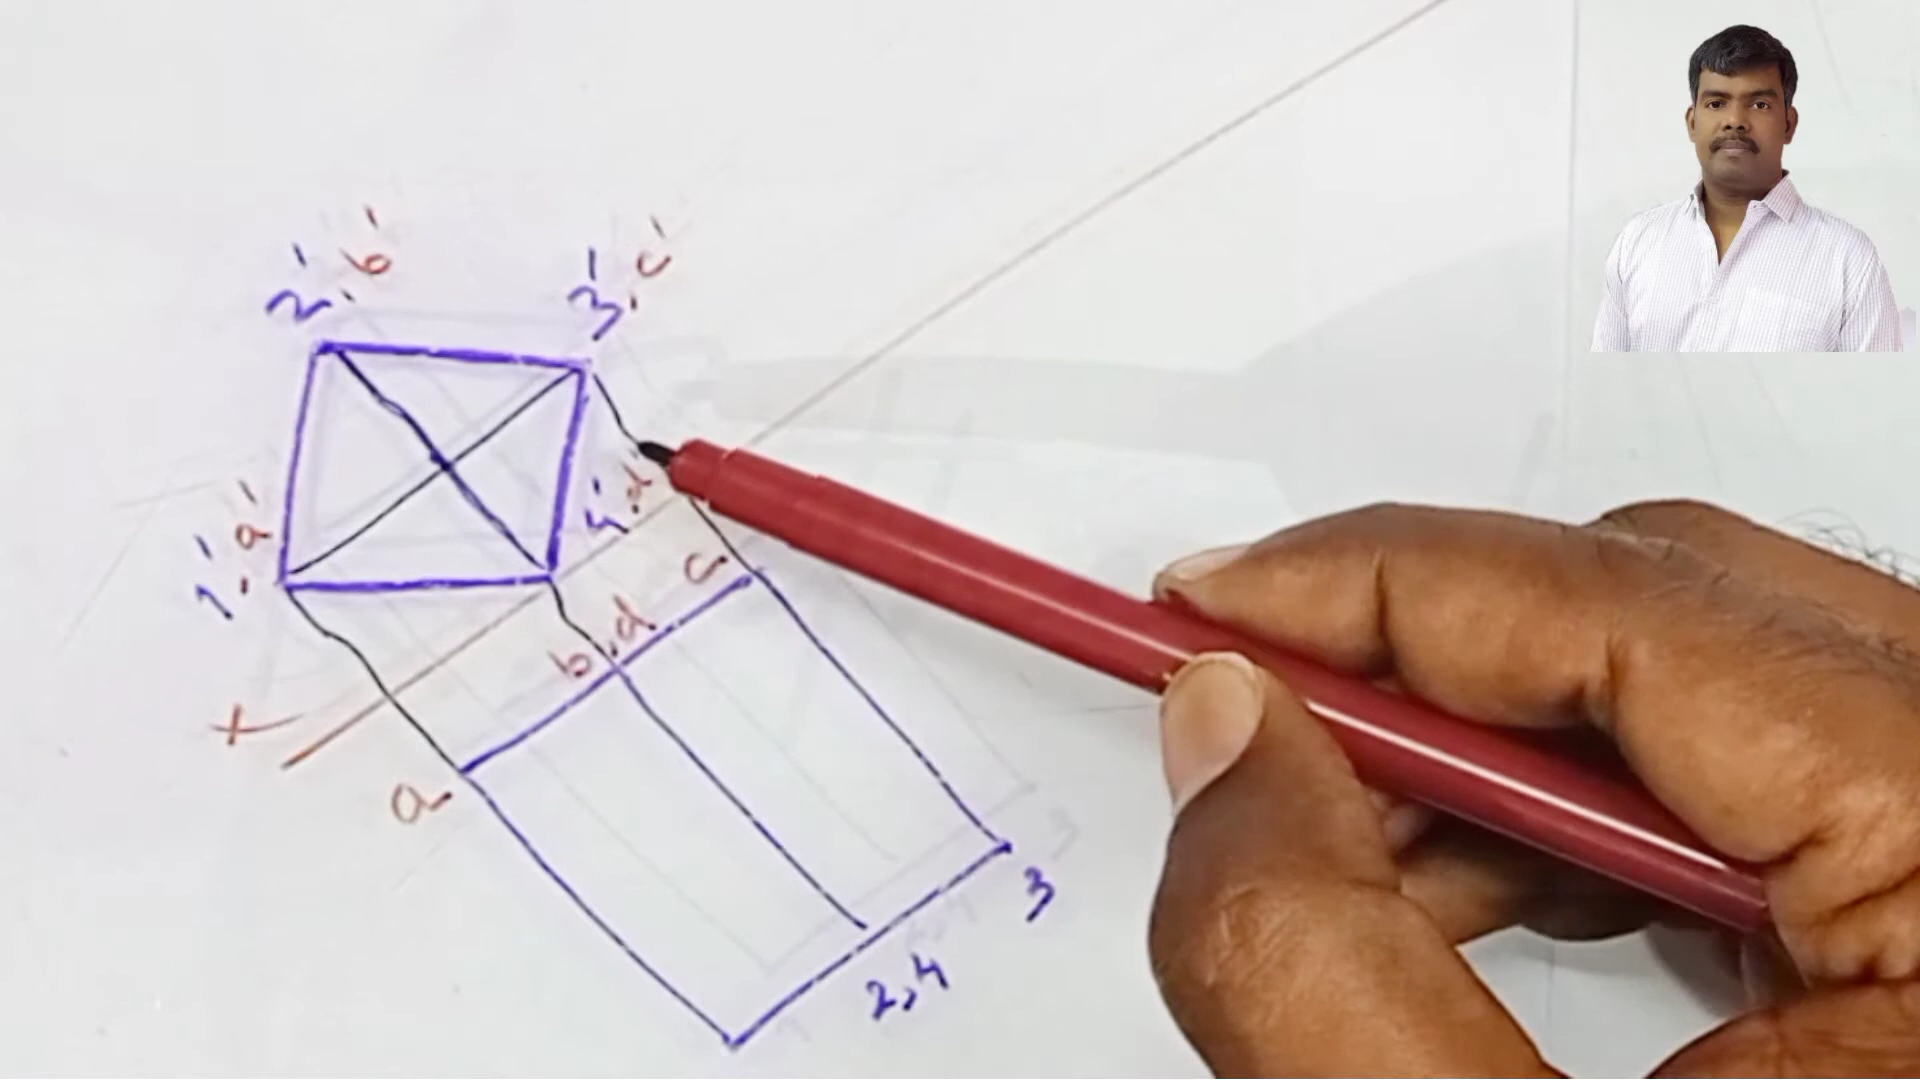 2', b'
3', c'
1', a'
4', d'
x
c
b, d
a
3
2, 4